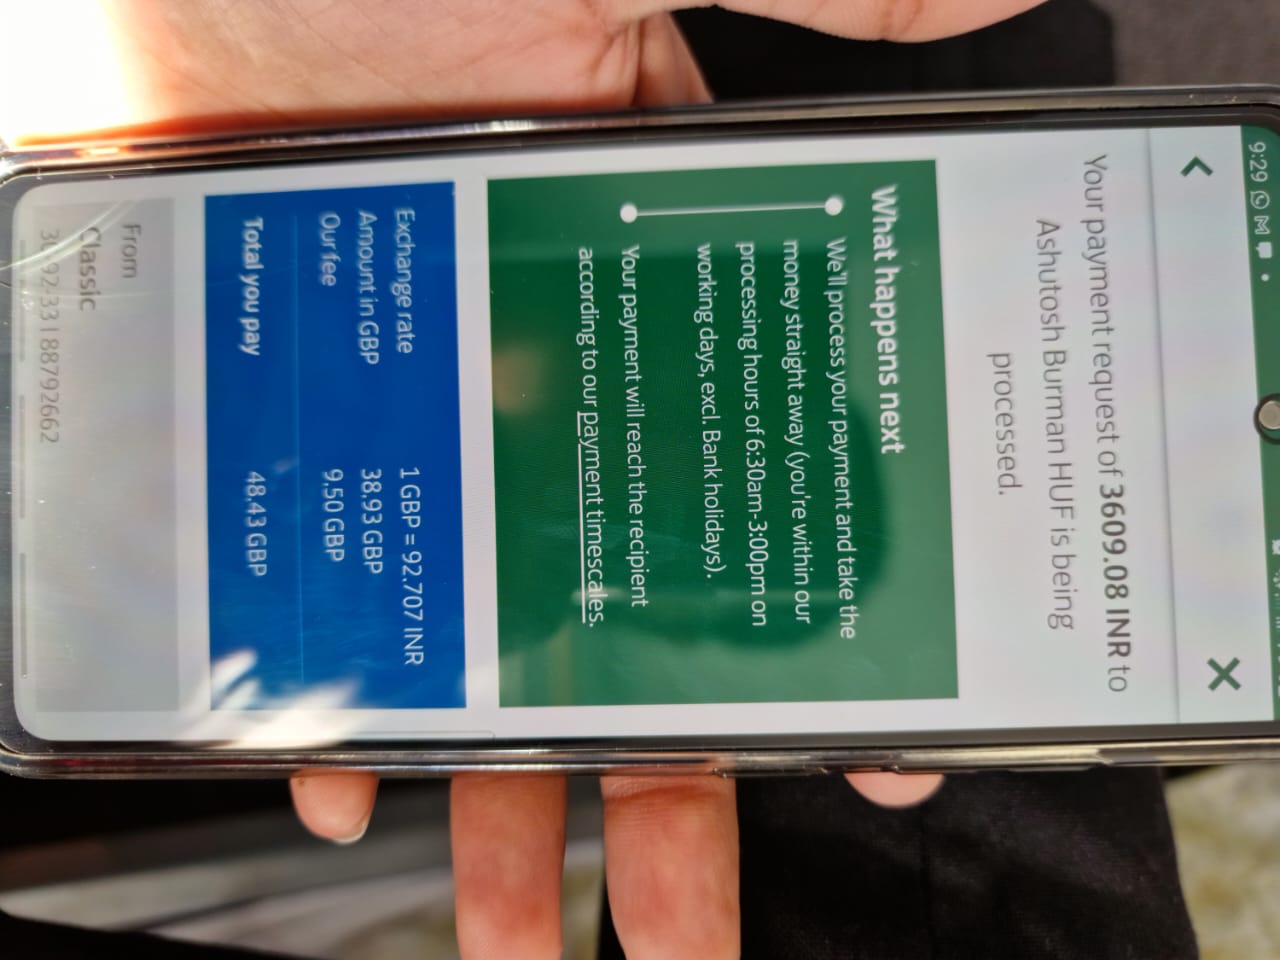 9:29
Your payment request of 3609.08 INR to
Ashutosh Burman HUF is being
processed.
What happens next
We'll process your payment and take the
money straight away (you're within our
processing hours of 6:30am-3:00pm on
working days, excl. Bank holidays).
Your payment will reach the recipient
according to our payment timescales.
Exchange rate 1 GBP = 92.707 INR
Amount in GBP 38.93 GBP
Our fee 9.50 GBP
Total you pay 48.43 GBP
From
Classic